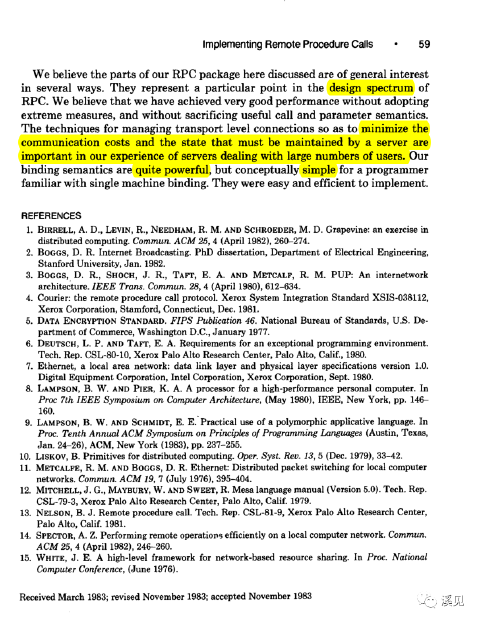 Implementing Remote Procedure Calls • 59
We believe the parts of our RPC package here discussed are of general interest
in several ways. They represent a particular point in the design spectrum of
RPC. We believe that we have achieved very good performance without adopting
extreme measures, and without sacrificing useful call and parameter semantics.
The techniques for managing transport level connections so as to minimize the
communication costs and the state that must be maintained by a server are
important in our experience of servers dealing with large numbers of users. Our
binding semantics are quite powerful, but conceptually simple for a programmer
familiar with single machine binding. They were easy and efficient to implement.
REFERENCES
1. BIRRELL, A. D., LEVIN, R., NEEDHAM, R. M. AND SCHROEDER, M. D. Grapevine: an exercise in
distributed computing. Commun. ACM 25, 4 (April 1982), 260-274.
2. BOGGS, D. R. Internet Broadcasting. PhD dissertation, Department of Electrical Engineering,
Stanford University, Jan. 1982.
3. BOGGS, D. R., SHOCH, J. R., TAFT, E. A. AND METCALF, R. M. PUP: An internetwork
architecture. IEEE Trans. Commun. 28, 4 (April 1980), 612-634.
4. Courier: the remote procedure call protocol. Xerox System Integration Standard XSIS-038112,
Xerox Corporation, Stamford, Connecticut, Dec. 1981.
5. DATA ENCRYPTION STANDARD. FIPS Publication 46. National Bureau of Standards, U.S. De-
partment of Commerce, Washington D.C., January 1977.
6. DEUTSCH, L. P. AND TAFT, E. A. Requirements for an exceptional programming environment.
Tech. Rep. CSL-80-10, Xerox Palo Alto Research Center, Palo Alto, Calif., 1980.
7. Ethernet, a local area network: data link layer and physical layer specifications version 1.0.
Digital Equipment Corporation, Intel Corporation, Xerox Corporation, Sept. 1980.
8. LAMPSON, B. W. AND PIER, K. A. A processor for a high-performance personal computer. In
Proc 7th IEEE Symposium on Computer Architecture, (May 1980), IEEE, New York, pp. 146-
160.
9. LAMPSON, B. W. AND SCHMIDT, E. E. Practical use of a polymorphic applicative language. In
Proc. Tenth Annual ACM Symposium on Principles of Programming Languages (Austin, Texas,
Jan. 24-26), ACM, New York (1983), pp. 237-255.
10. LISKOV, B. Primitives for distributed computing. Oper. Syst. Rev. 13, 5 (Dec. 1979), 33-42.
11. METCALFE, R. M. AND BOGGS, D. R. Ethernet: Distributed packet switching for local computer
networks. Commun. ACM 19, 7 (July 1976), 395-404.
12. MITCHELL, J. G., MAYBURY, W. AND SWEET, R. Mesa language manual (Version 5.0). Tech. Rep.
CSL-79-3, Xerox Palo Alto Research Center, Palo Alto, Calif. 1979.
13. NELSON, B. J. Remote procedure call. Tech. Rep. CSL-81-9, Xerox Palo Alto Research Center,
Palo Alto, Calif. 1981.
14. SPECTOR, A. Z. Performing remote operations efficiently on a local computer network. Commun.
ACM 25, 4 (April 1982), 246-260.
15. WHITE, J. E. A high-level framework for network-based resource sharing. In Proc. National
Computer Conference, (June 1976).
Received March 1983; revised November 1983; accepted November 1983
溪见